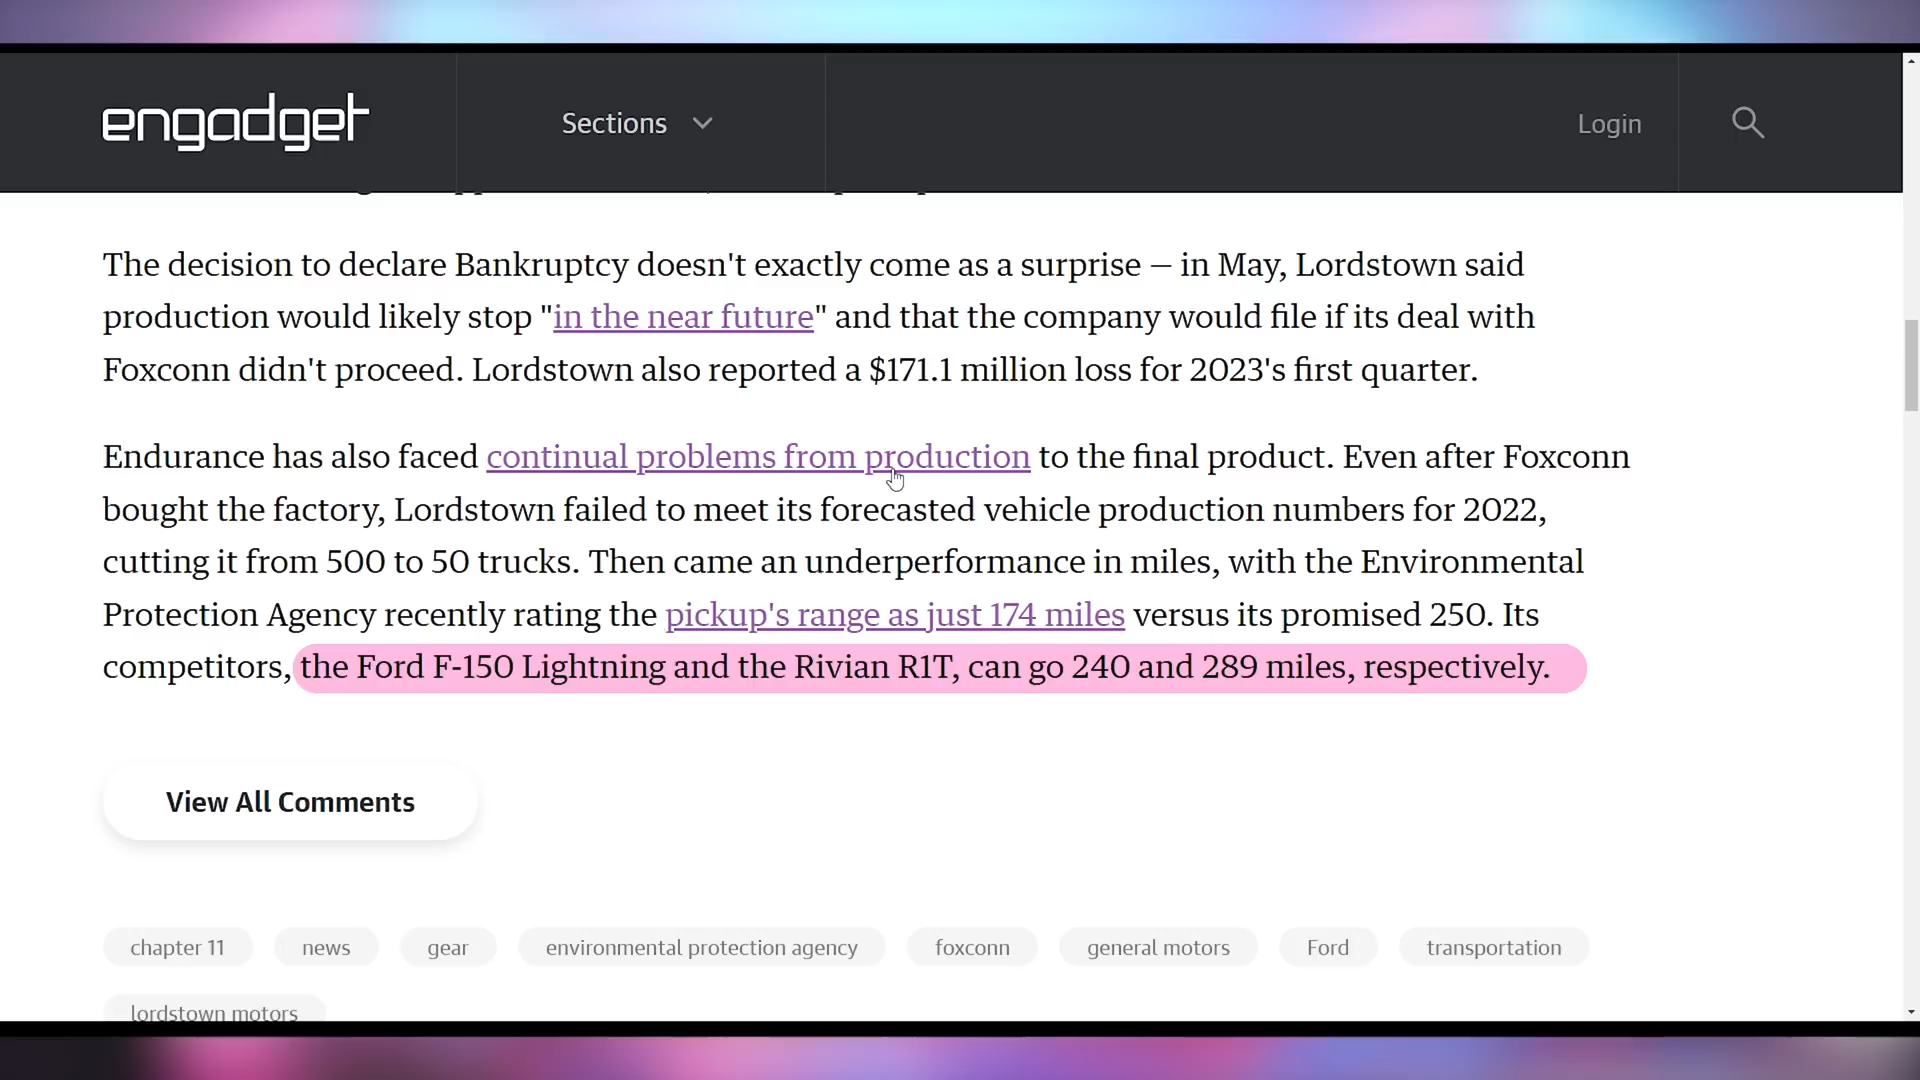 engadget
Sections
Login
The decision to declare Bankruptcy doesn't exactly come as a surprise — in May, Lordstown said
production would likely stop "in the near future" and that the company would file if its deal with
Foxconn didn't proceed. Lordstown also reported a $171.1 million loss for 2023's first quarter.
Endurance has also faced continual problems from production to the final product. Even after Foxconn
bought the factory, Lordstown failed to meet its forecasted vehicle production numbers for 2022,
cutting it from 500 to 50 trucks. Then came an underperformance in miles, with the Environmental
Protection Agency recently rating the pickup's range as just 174 miles versus its promised 250. Its
competitors, the Ford F-150 Lightning and the Rivian R1T, can go 240 and 289 miles, respectively.
View All Comments
chapter 11 news gear environmental protection agency foxconn general motors Ford transportation
lordstown motors